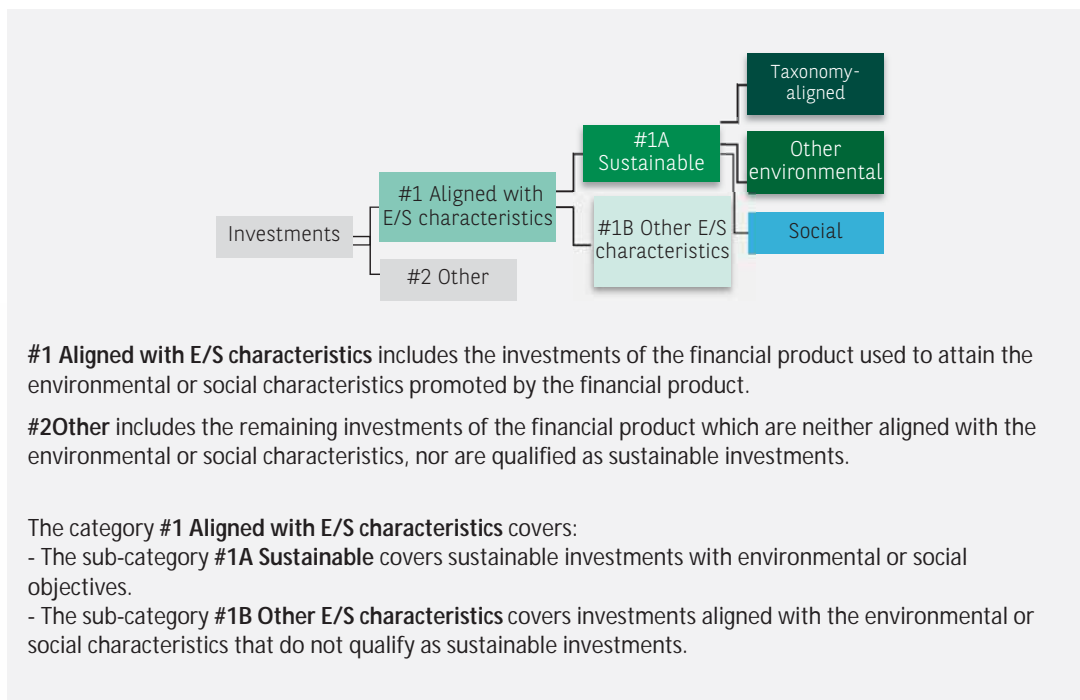 Taxonomy-
aligned
#1A
Sustainable
Other
environmental
#1 Aligned with
E/S characteristics
#1B Other E/S
characteristics
Social
Investments
#2 Other
#1 Aligned with E/S characteristics includes the investments of the financial product used to attain the
environmental or social characteristics promoted by the financial product.
#2Other includes the remaining investments of the financial product which are neither aligned with the
environmental or social characteristics, nor are qualified as sustainable investments.
The category #1 Aligned with E/S characteristics covers:
- The sub-category #1A Sustainable covers sustainable investments with environmental or social
objectives.
- The sub-category #1B Other E/S characteristics covers investments aligned with the environmental or
social characteristics that do not qualify as sustainable investments.